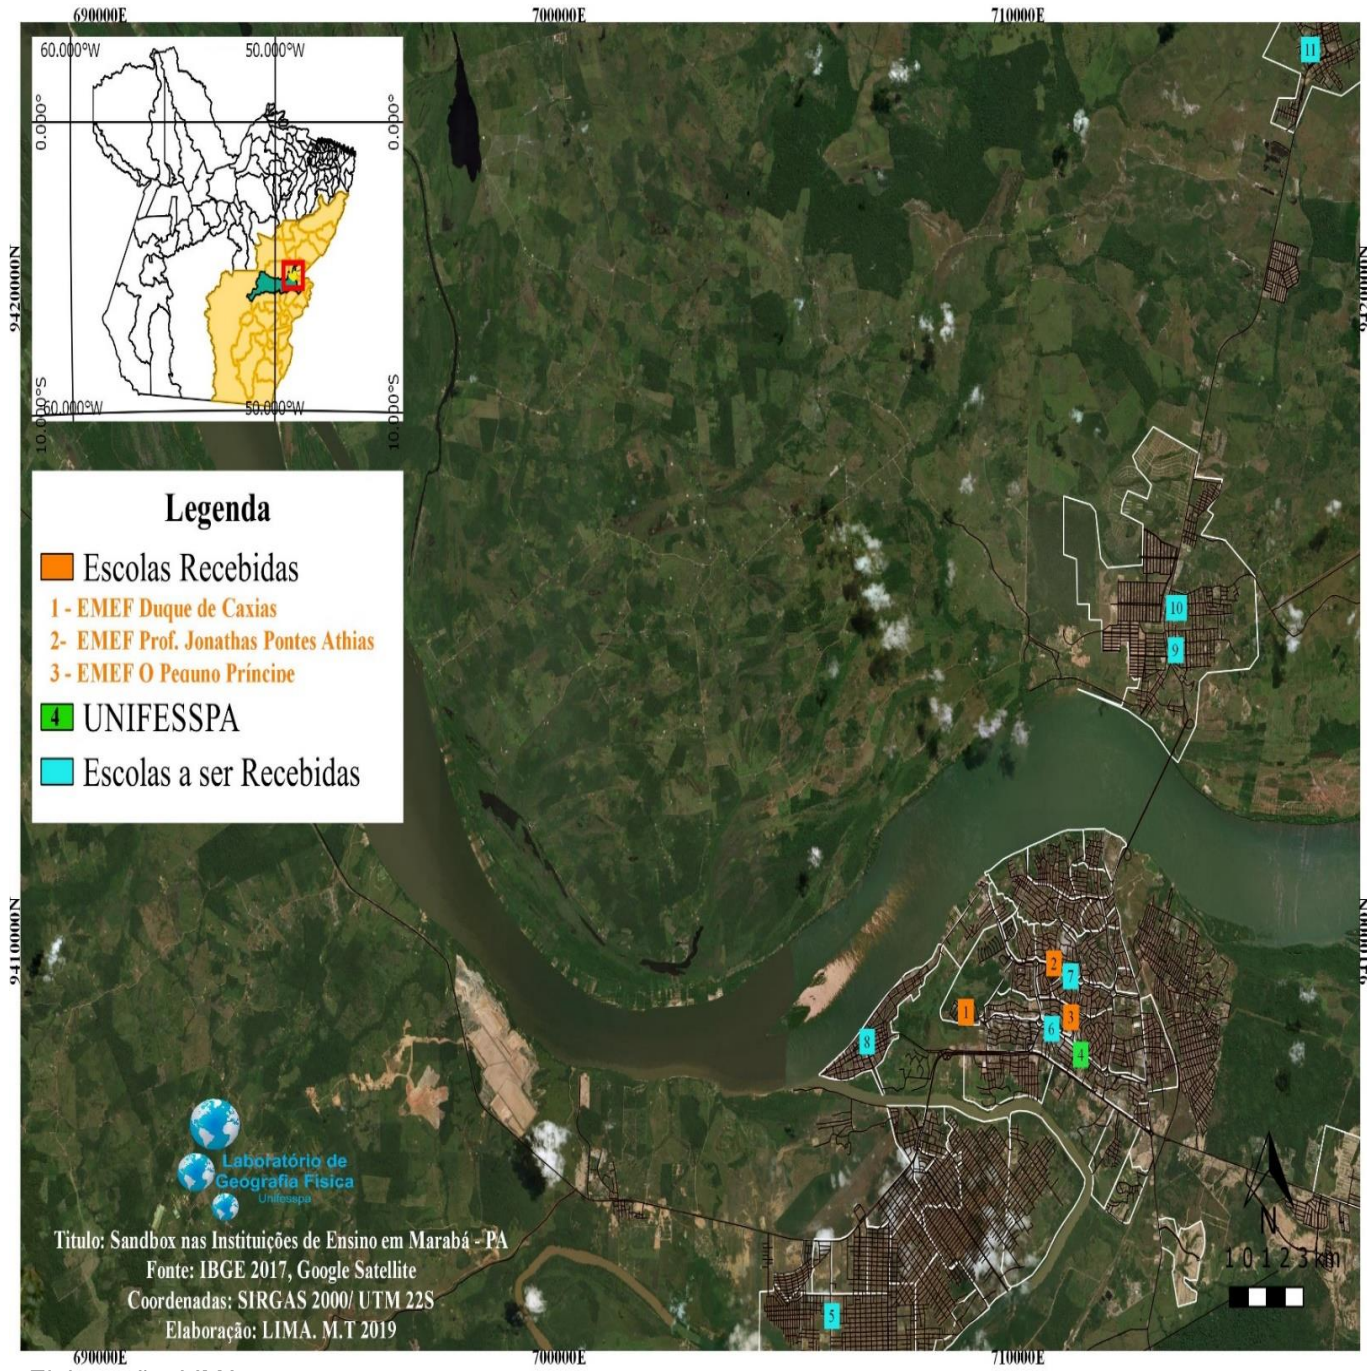 690000E
700000E
710000E
60.000°W
50.000°W
0.000°
0.000°
9420000N
60.000°W
50.000°W
10.000°S
10.000°S
11
Legenda
Escolas Recebidas
1 - EMEF Duque de Caxias
2- EMEF Prof. Jonathas Pontes Athias
3 - EMEF O Pequno Príncipe
4 UNIFESSPA
Escolas a ser Recebidas
10
9
9410000N
2
7
1
3
6
8
4
5
Laboratório de
Geografia Física
Unifesspa
Titulo: Sandbox nas Instituições de Ensino em Marabá - PA
Fonte: IBGE 2017, Google Satellite
Coordenadas: SIRGAS 2000/ UTM 22S
Elaboração: LIMA. M.T 2019
N
1 0 1 2 3 km
690000E
700000E
710000E